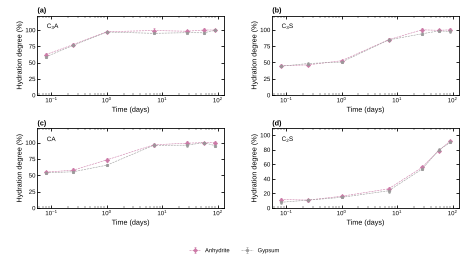 (a)
C₃A
Hydration degree (%)
100
75
50
25
0
10⁻¹
10⁰
10¹
10²
Time (days)
(b)
C₃S
Hydration degree (%)
100
75
50
25
0
10⁻¹
10⁰
10¹
10²
Time (days)
(c)
CA
Hydration degree (%)
100
75
50
25
0
10⁻¹
10⁰
10¹
10²
Time (days)
(d)
C₂S
Hydration degree (%)
100
80
60
40
20
0
10⁻¹
10⁰
10¹
10²
Time (days)
Anhydrite
Gypsum